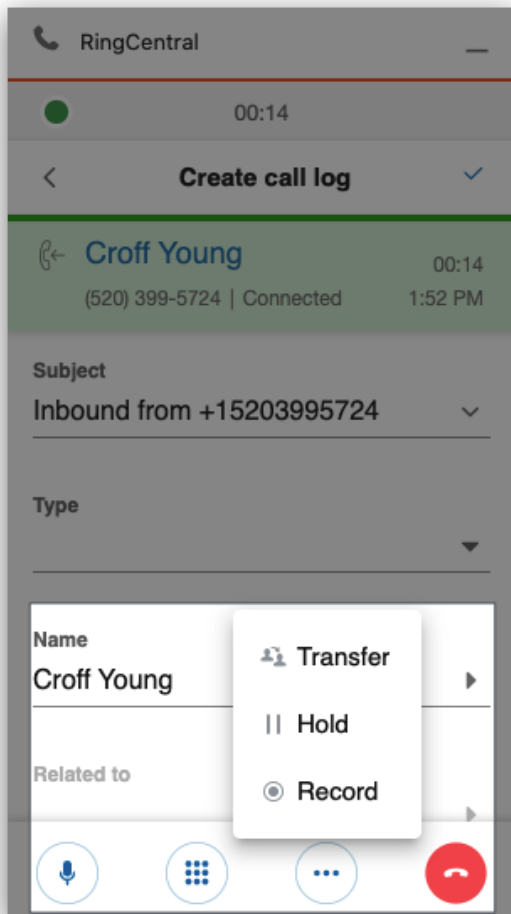 RingCentral
00:14
Create call log
Croff Young
00:14
(520) 399-5724 | Connected
1:52 PM
Subject
Inbound from +15203995724
Type
Name
Croff Young
Transfer
Hold
Related to
Record